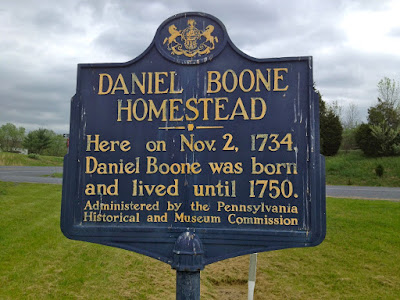 DANIEL BOONE
HOMESTEAD
Here on Nov. 2, 1734,
Daniel Boone was born
and lived until 1750.
Administered by the Pennsylvania
Historical and Museum Commission